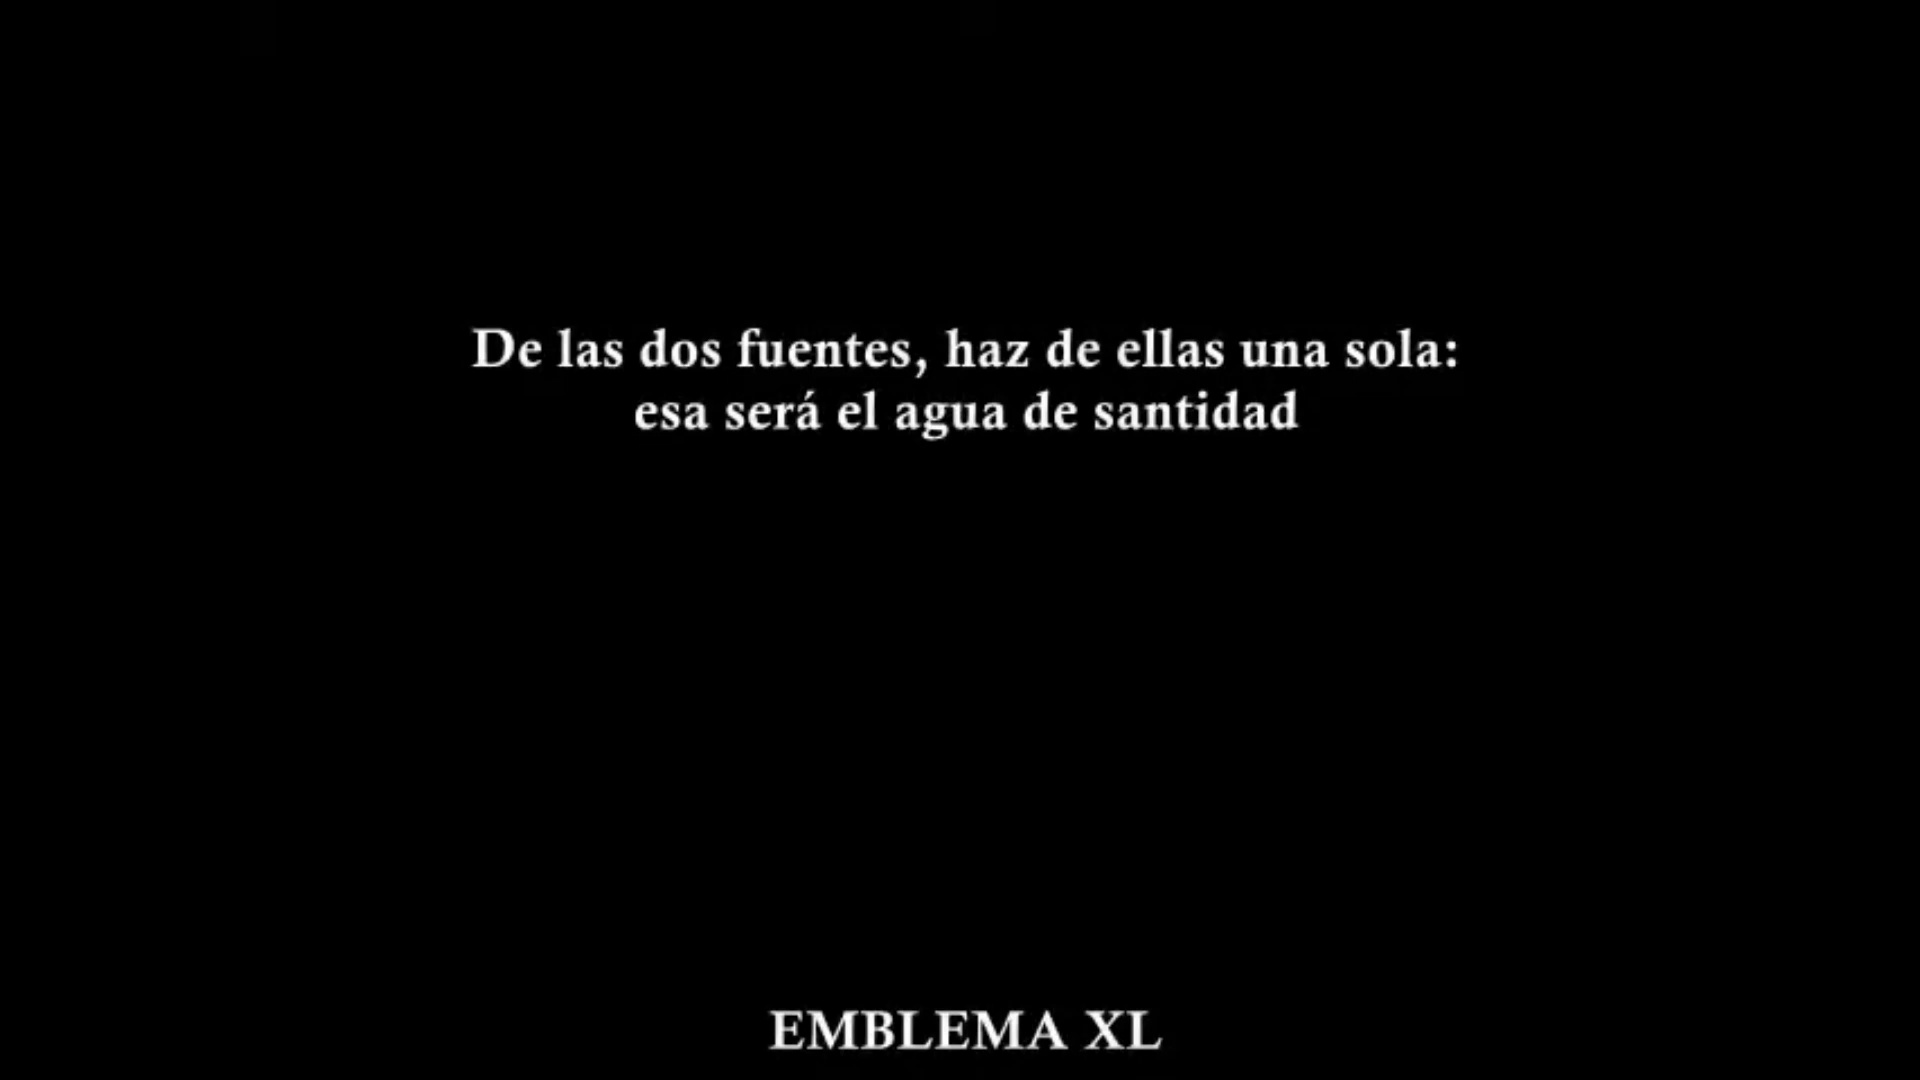 De las dos fuentes, haz de ellas una sola:
esa será el agua de santidad
EMBLEMA XL